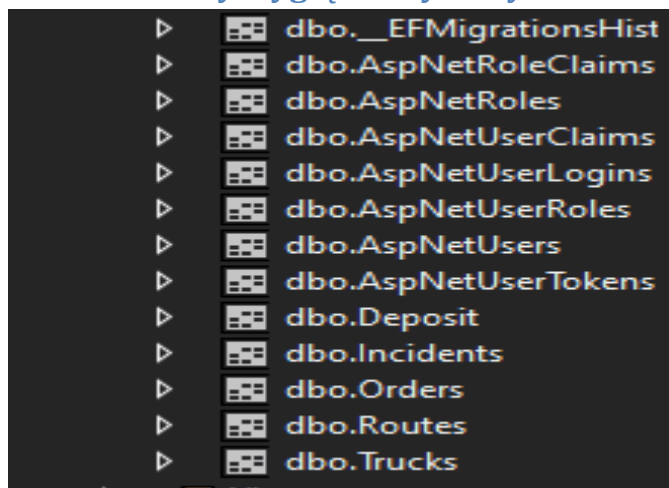 dbo.__EFMigrationsHist
dbo.AspNetRoleClaims
dbo.AspNetRoles
dbo.AspNetUserClaims
dbo.AspNetUserLogins
dbo.AspNetUserRoles
dbo.AspNetUsers
dbo.AspNetUserTokens
dbo.Deposit
dbo.Incidents
dbo.Orders
dbo.Routes
dbo.Trucks